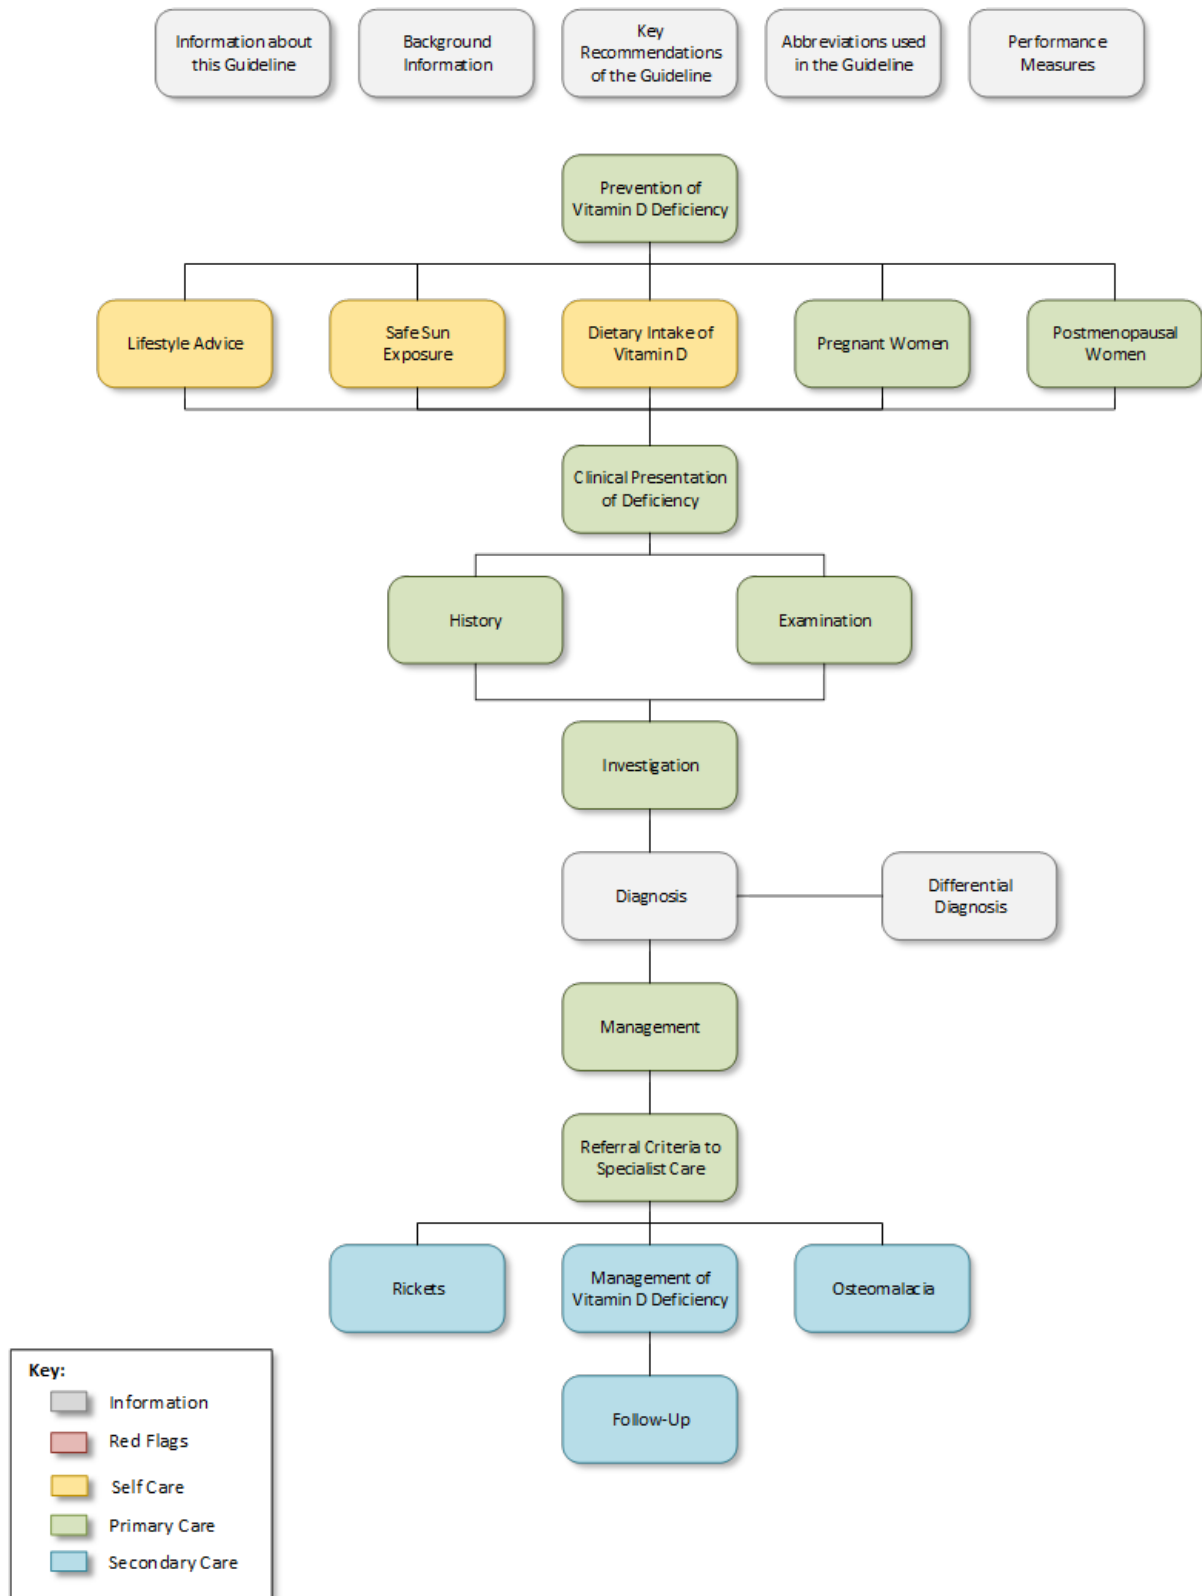 Information about
this Guideline
Background
Information
Key
Recommendations
of the Guideline
Abbreviations used
in the Guideline
Performance
Measures
Prevention of
Vitamin D Deficiency
Lifestyle Advice
Safe Sun
Exposure
Dietary Intake of
Vitamin D
Pregnant Women
Postmenopausal
Women
Clinical Presentation
of Deficiency
History
Examination
Investigation
Diagnosis
Differential
Diagnosis
Management
Referral Criteria to
Specialist Care
Rickets
Management of
Vitamin D Deficiency
Osteomalacia
Follow-Up
Key:
Information
Red Flags
Self Care
Primary Care
Secondary Care